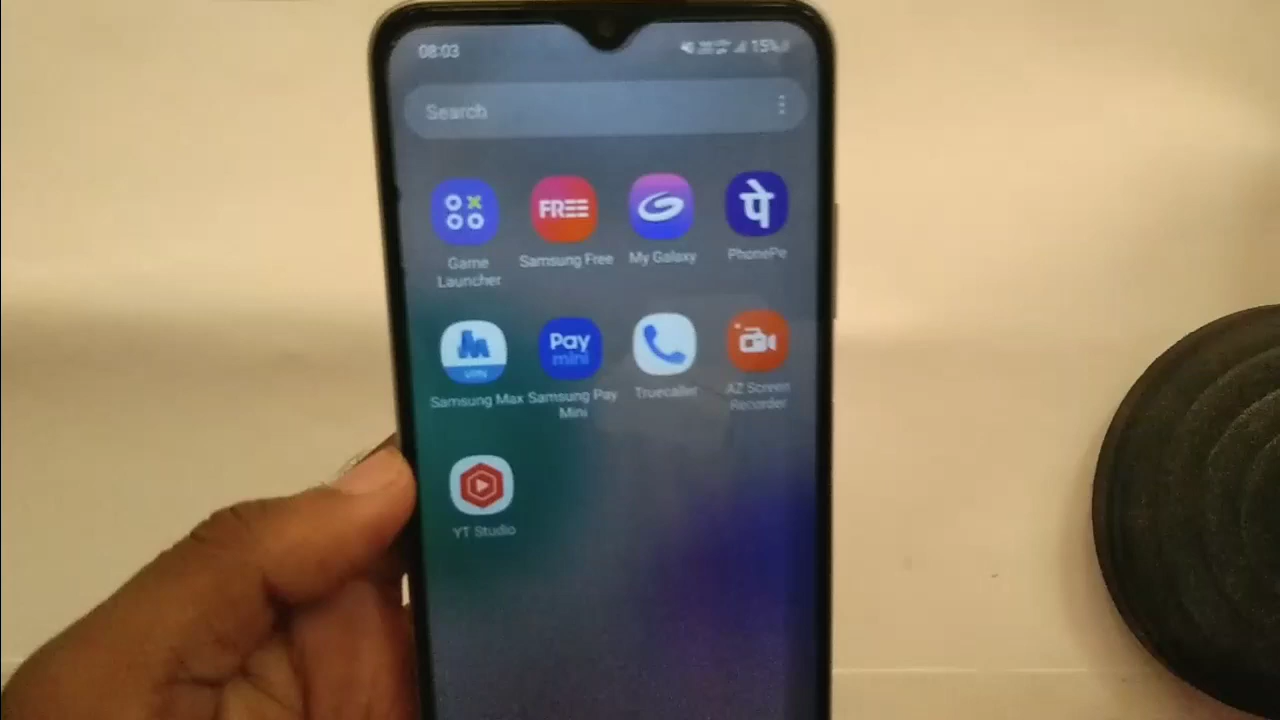 08:03
15%
Search
FREE
पे
Game
Launcher
Samsung Free
My Galaxy
PhonePe
VPN
Pay
mini
Samsung Max
Samsung Pay
Mini
Truecaller
AZ Screen
Recorder
YT Studio